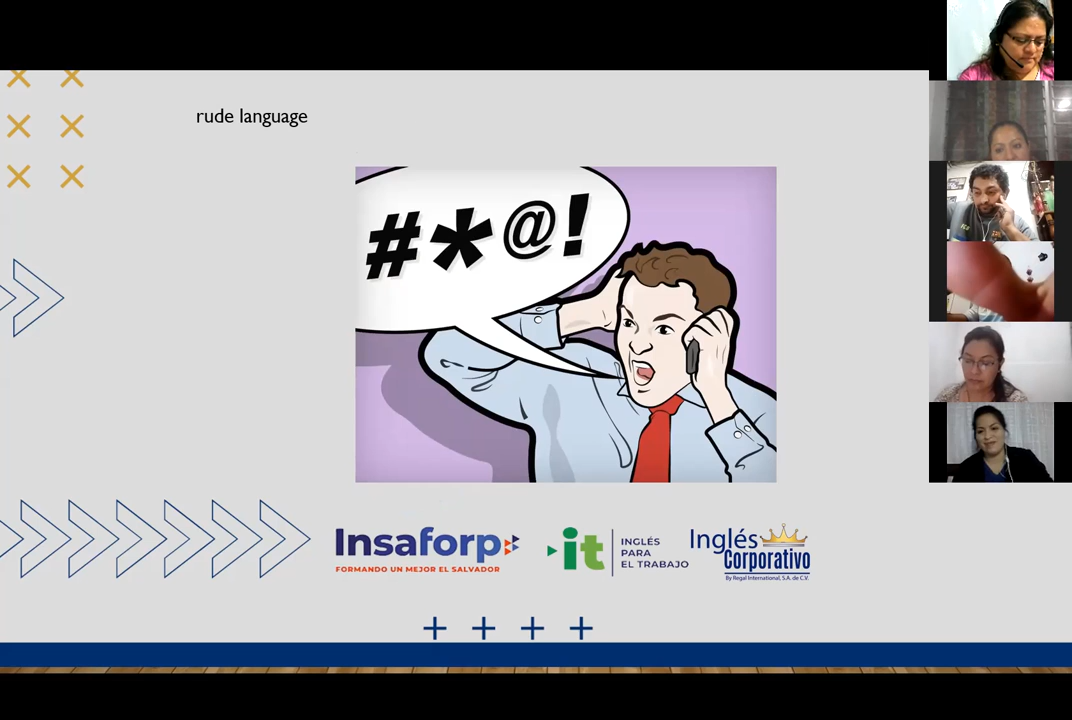 rude language
#*@!
Insaforp
FORMANDO UN MEJOR EL SALVADOR
it
INGLÉS
PARA
EL TRABAJO
Inglés
Corporativo
By Regal International, S.A. de C.V.